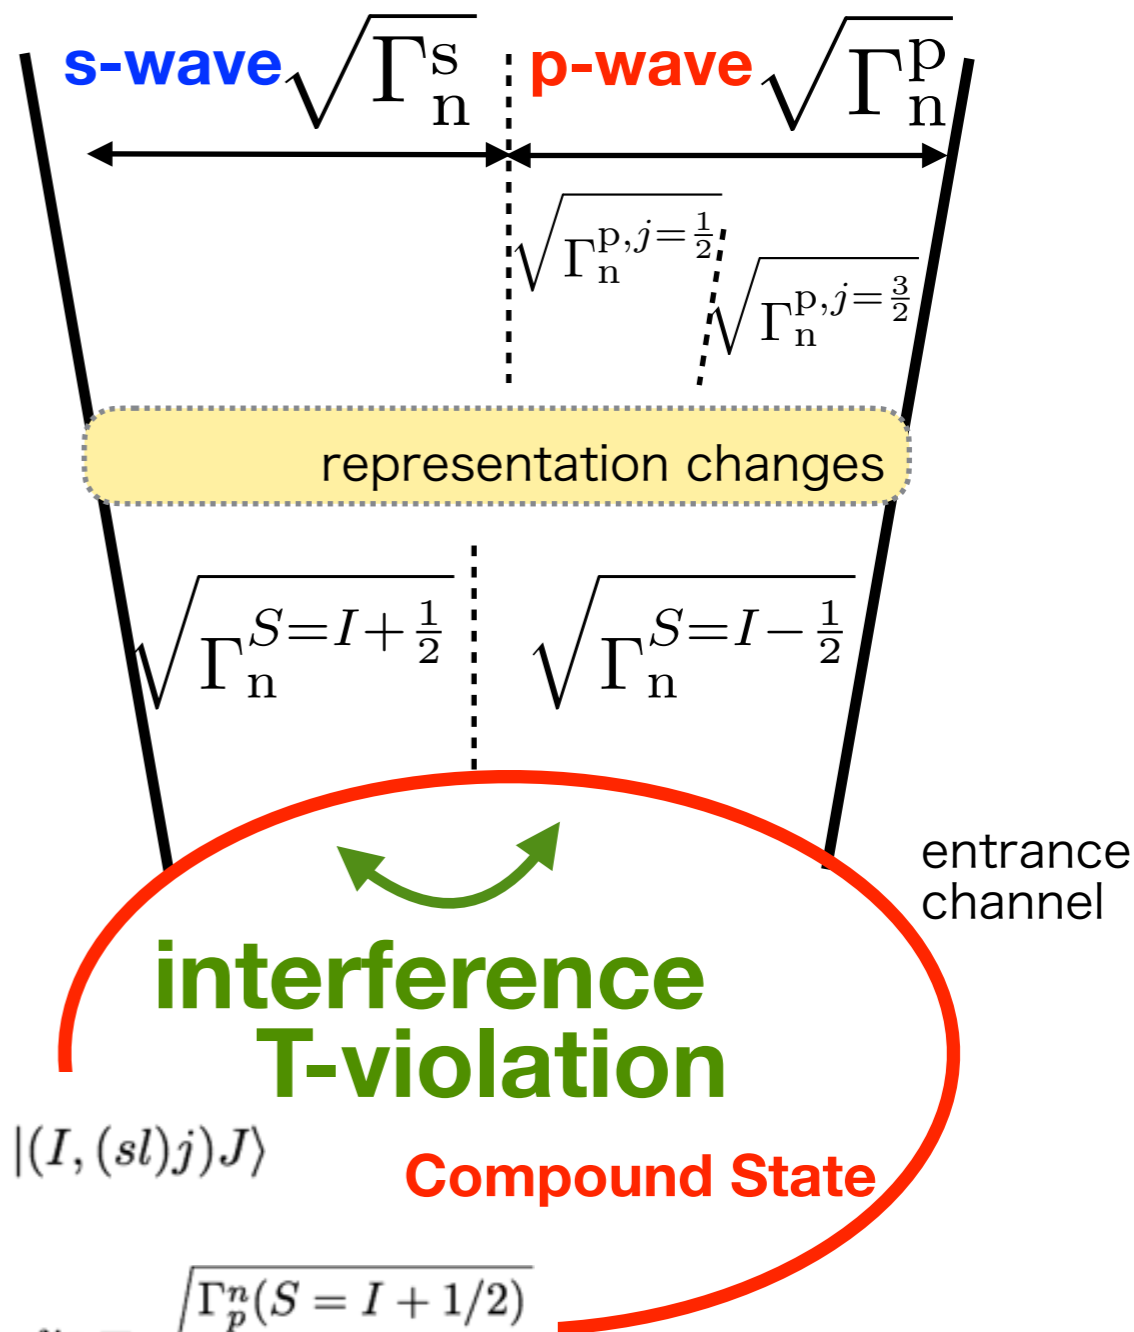 s-wave √Γ_n^s p-wave √Γ_n^p
√Γ_n^{p,j=1/2}
√Γ_n^{p,j=3/2}
representation changes
√Γ_n^{S=I+1/2} √Γ_n^{S=I-1/2}
entrance
channel
interference
T-violation
|(I, (sl)j)J⟩
Compound State
√Γ_p^n(S = I + 1/2)